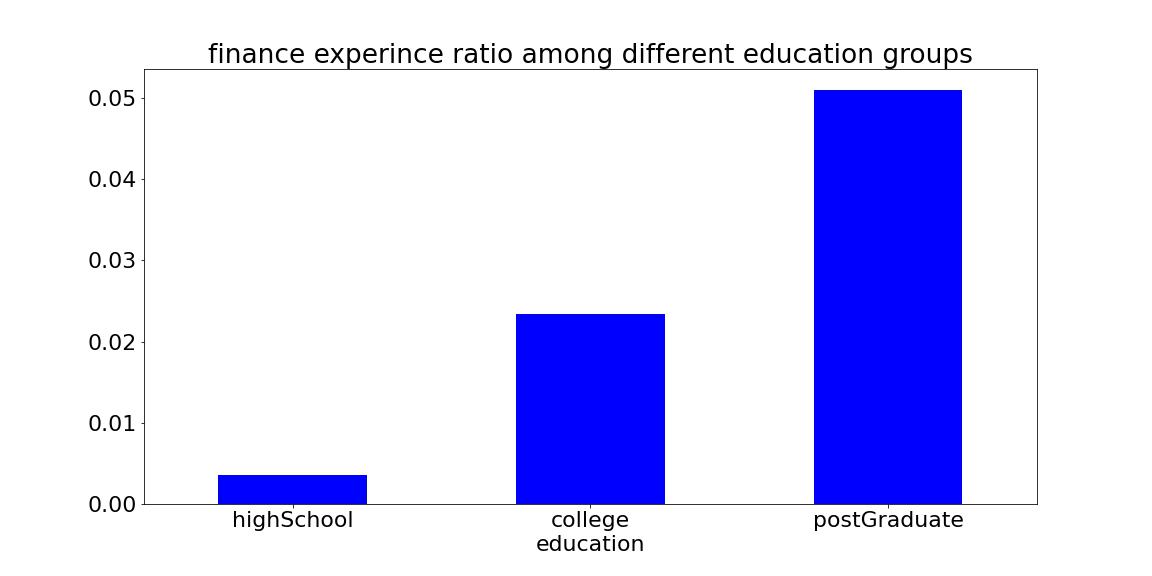 finance experince ratio among different education groups
0.05
0.04
0.03
0.02
0.01
0.00
highSchool college postGraduate
education